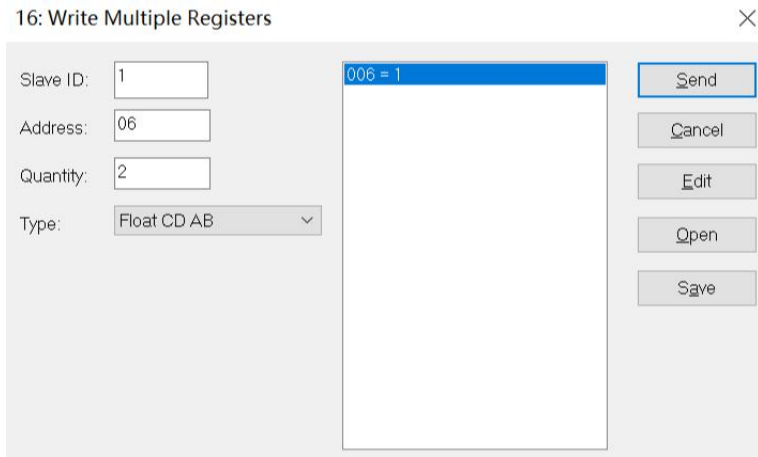 16: Write Multiple Registers
Slave ID: 1
Address: 06
Quantity: 2
Type: Float CD AB
006 = 1
Send
Cancel
Edit
Open
Save